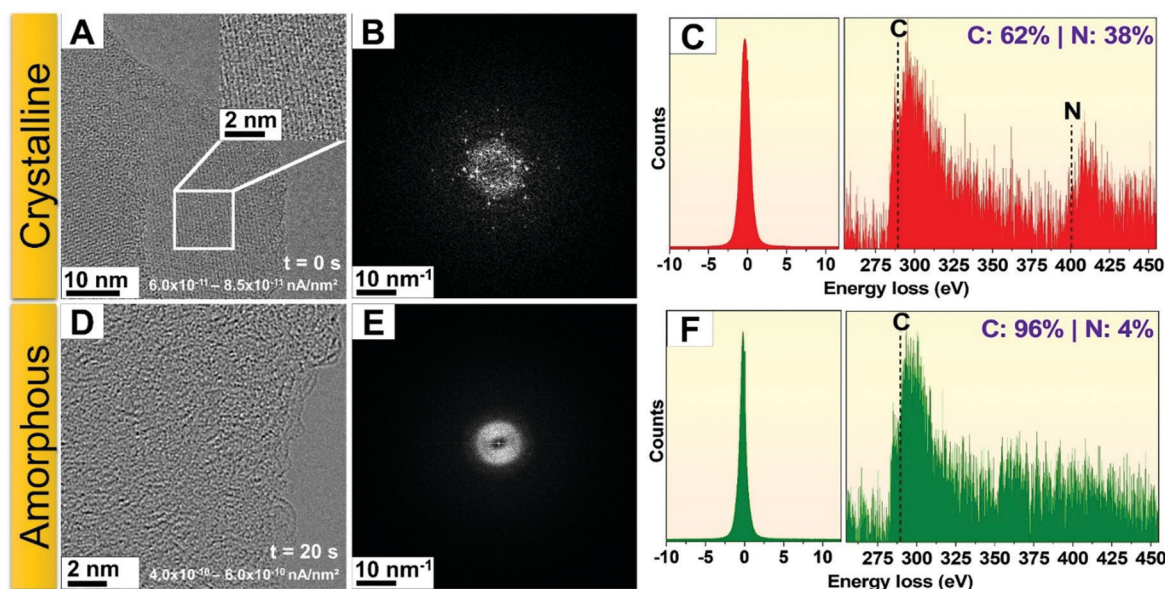 Crystalline
A
2 nm
10 nm
t = 0 s
6.0x10⁻¹¹ – 8.5x10⁻¹¹ nA/nm²
B
10 nm⁻¹
C
Counts
-10 -5 0 5 10
C: 62% | N: 38%
C
N
275 300 325 350 375 400 425 450
Energy loss (eV)
Amorphous
D
2 nm
t = 20 s
4.0x10⁻¹⁰ – 6.0x10⁻¹⁰ nA/nm²
E
10 nm⁻¹
F
Counts
-10 -5 0 5 10
C: 96% | N: 4%
C
275 300 325 350 375 400 425 450
Energy loss (eV)